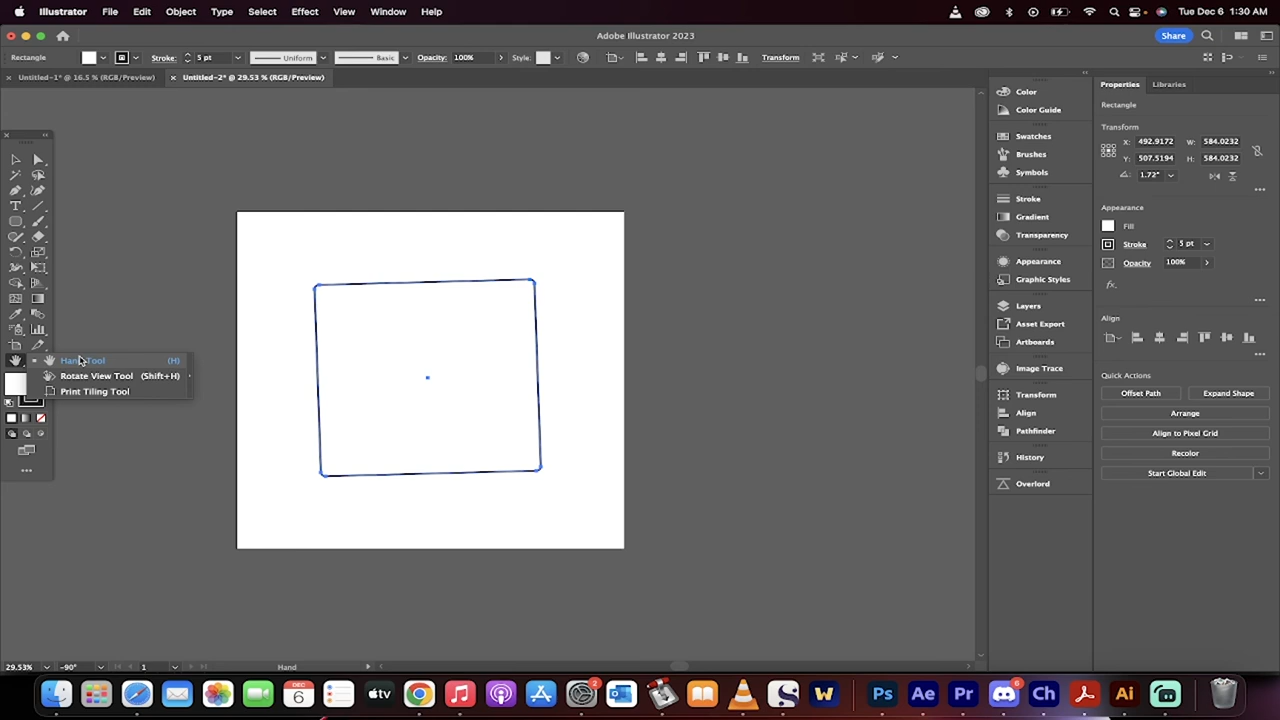 Illustrator File Edit Object Type Select Effect View Window Help Tue Dec 6 1:30 AM
Adobe Illustrator 2023 Share
Rectangle Stroke: 5 pt Uniform Basic Opacity: 100% Style: Transform
Untitled-1* @ 16.5 % (RGB/Preview) Untitled-2* @ 29.53 % (RGB/Preview)
Hand Tool (H)
Rotate View Tool (Shift+H)
Print Tiling Tool
Color
Color Guide
Swatches
Brushes
Symbols
Stroke
Gradient
Transparency
Appearance
Graphic Styles
Layers
Asset Export
Artboards
Image Trace
Transform
Align
Pathfinder
History
Overlord
Properties Libraries
Rectangle
Transform
X: 492.9172 W: 584.0232
Y: 507.5194 H: 584.0232
1.72°
Appearance
Fill
Stroke 5 pt
Opacity 100%
fx.
Align
Quick Actions
Offset Path Expand Shape
Arrange
Align to Pixel Grid
Recolor
Start Global Edit
29.53% -90° 1 Hand
DEC 6 tv 2 W Ps Ae Pr 6 Ch Ai